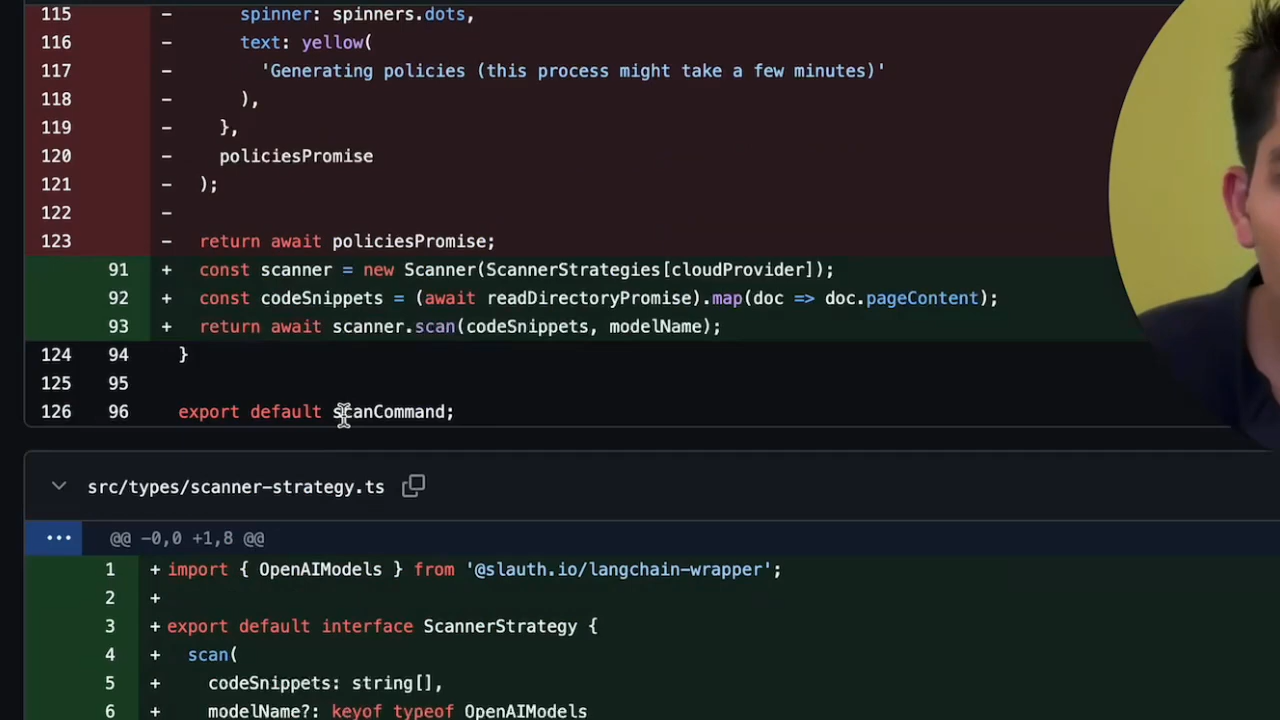 115 - spinner: spinners.dots,
116 - text: yellow(
117 - 'Generating policies (this process might take a few minutes)'
118 - ),
119 - },
120 - policiesPromise
121 - );
122 -
123 - return await policiesPromise;
91 + const scanner = new Scanner(ScannerStrategies[cloudProvider]);
92 + const codeSnippets = (await readDirectoryPromise).map(doc => doc.pageContent);
93 + return await scanner.scan(codeSnippets, modelName);
124 94 }
125 95
126 96 export default scanCommand;
src/types/scanner-strategy.ts
@@ -0,0 +1,8 @@
1 + import { OpenAIModels } from '@slauth.io/langchain-wrapper';
2 +
3 + export default interface ScannerStrategy {
4 + scan(
5 + codeSnippets: string[],
6 + modelName?: keyof typeof OpenAIModels